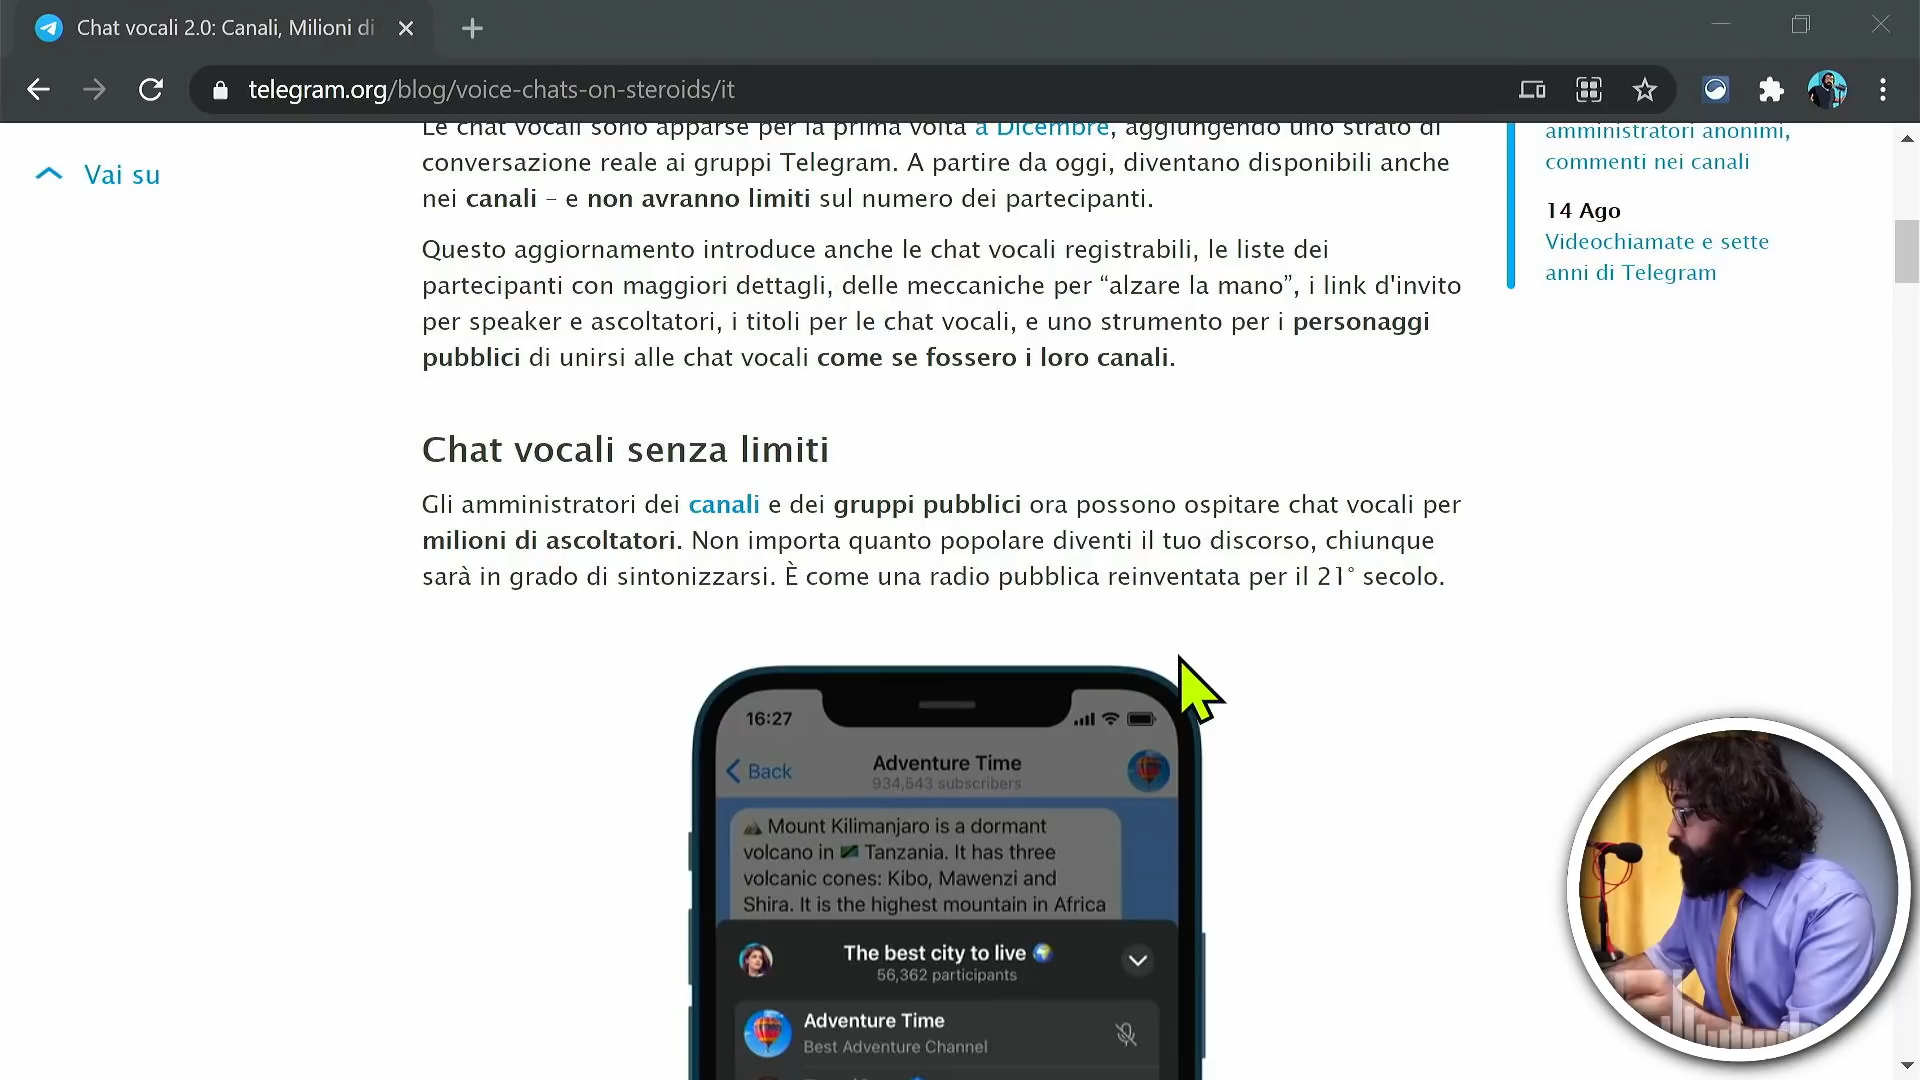 Chat vocali 2.0: Canali, Milioni di
telegram.org/blog/voice-chats-on-steroids/it
Vai su
Le chat vocali sono apparse per la prima volta a Dicembre, aggiungendo uno strato di
conversazione reale ai gruppi Telegram. A partire da oggi, diventano disponibili anche
nei canali – e non avranno limiti sul numero dei partecipanti.
Questo aggiornamento introduce anche le chat vocali registrabili, le liste dei
partecipanti con maggiori dettagli, delle meccaniche per “alzare la mano”, i link d'invito
per speaker e ascoltatori, i titoli per le chat vocali, e uno strumento per i personaggi
pubblici di unirsi alle chat vocali come se fossero i loro canali.
Chat vocali senza limiti
Gli amministratori dei canali e dei gruppi pubblici ora possono ospitare chat vocali per
milioni di ascoltatori. Non importa quanto popolare diventi il tuo discorso, chiunque
sarà in grado di sintonizzarsi. È come una radio pubblica reinventata per il 21° secolo.
amministratori anonimi,
commenti nei canali
14 Ago
Videochiamate e sette
anni di Telegram
16:27
Back
Adventure Time
934,543 subscribers
Mount Kilimanjaro is a dormant
volcano in 🇹🇿 Tanzania. It has three
volcanic cones: Kibo, Mawenzi and
Shira. It is the highest mountain in Africa
The best city to live
56,362 participants
Adventure Time
Best Adventure Channel